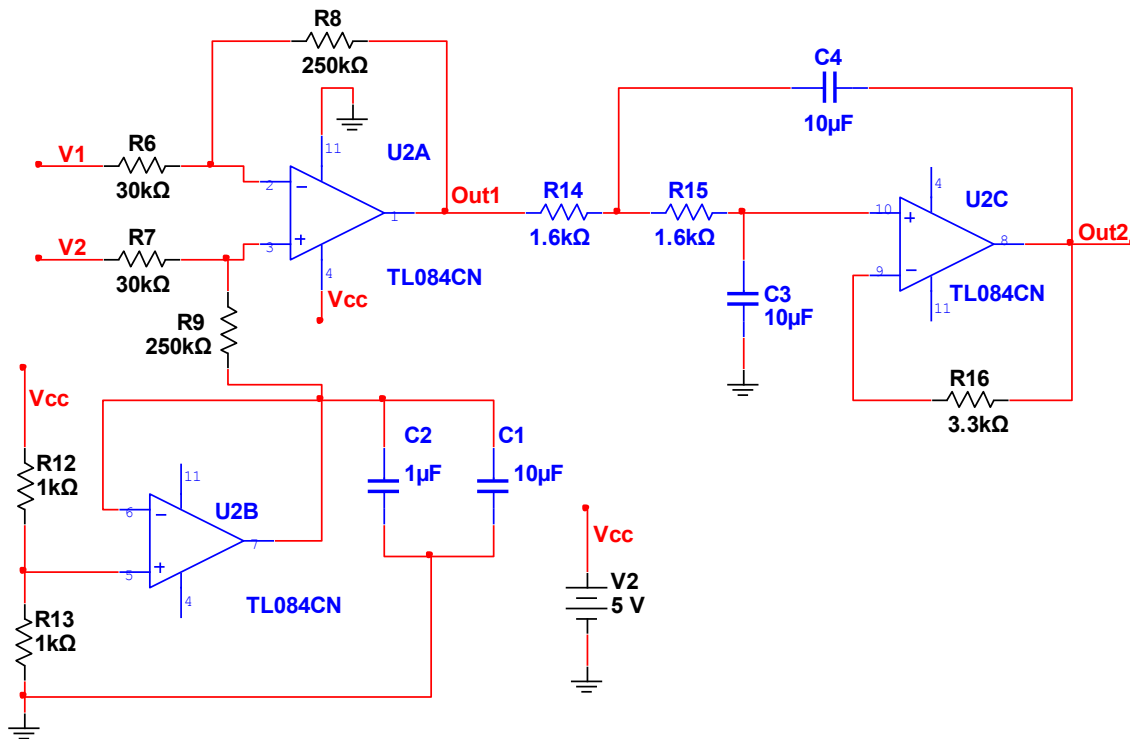 R8
250kΩ
C4
10µF
V1
R6
30kΩ
11
U2A
2
Out1
1
V2
R7
30kΩ
3
4
Vcc
TL084CN
R14
1.6kΩ
R15
1.6kΩ
4
U2C
10
8
Out2
9
TL084CN
11
C3
10µF
R9
250kΩ
R16
3.3kΩ
Vcc
R12
1kΩ
C2
1µF
C1
10µF
11
U2B
6
7
5
4
TL084CN
R13
1kΩ
Vcc
V2
5 V